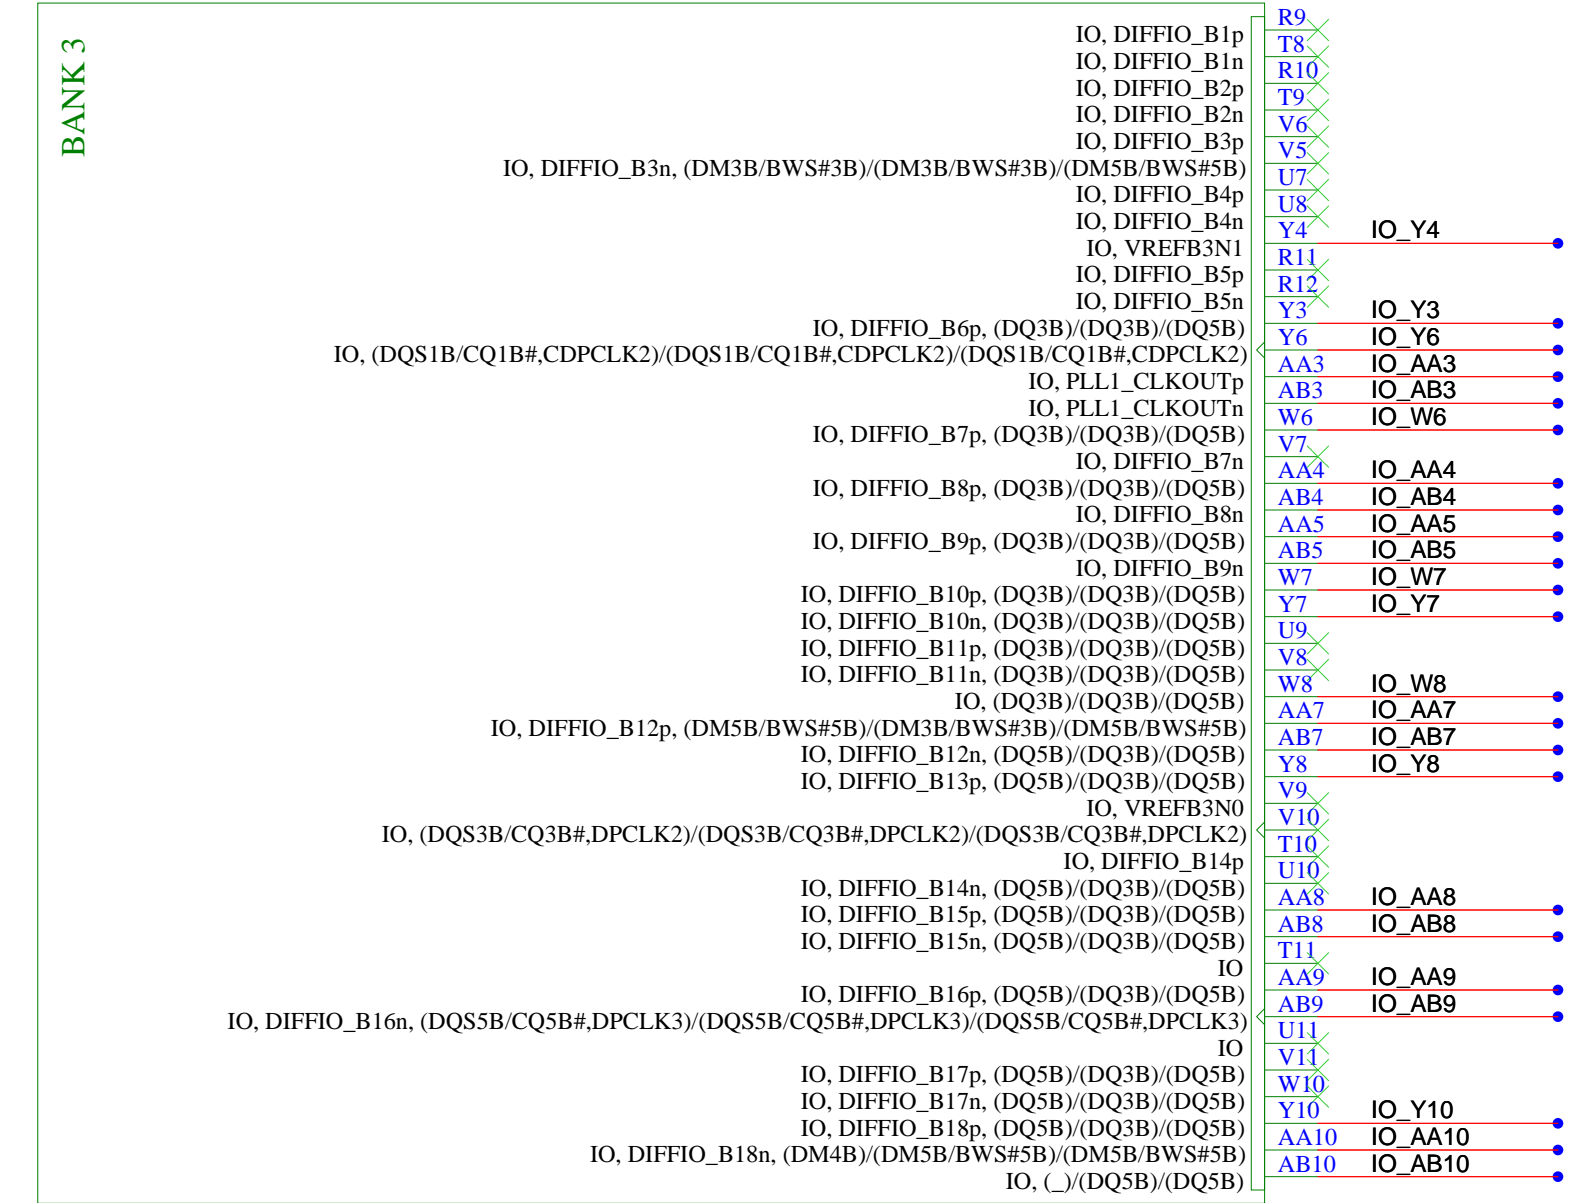 BANK 3
IO, DIFFIO_B1p R9
IO, DIFFIO_B1n T8
IO, DIFFIO_B2p R10
IO, DIFFIO_B2n T9
IO, DIFFIO_B3p V6
IO, DIFFIO_B3n, (DM3B/BWS#3B)/(DM3B/BWS#3B)/(DM5B/BWS#5B) V5
IO, DIFFIO_B4p U7
IO, DIFFIO_B4n U8
IO, VREFB3N1 Y4 IO_Y4
IO, DIFFIO_B5p R11
IO, DIFFIO_B5n R12
IO, DIFFIO_B6p, (DQ3B)/(DQ3B)/(DQ5B) Y3 IO_Y3
IO, (DQS1B/CQ1B#,CDPCLK2)/(DQS1B/CQ1B#,CDPCLK2)/(DQS1B/CQ1B#,CDPCLK2) Y6 IO_Y6
IO, PLL1_CLKOUTp AA3 IO_AA3
IO, PLL1_CLKOUTn AB3 IO_AB3
IO, DIFFIO_B7p, (DQ3B)/(DQ3B)/(DQ5B) W6 IO_W6
IO, DIFFIO_B7n V7
IO, DIFFIO_B8p, (DQ3B)/(DQ3B)/(DQ5B) AA4 IO_AA4
IO, DIFFIO_B8n AB4 IO_AB4
IO, DIFFIO_B9p, (DQ3B)/(DQ3B)/(DQ5B) AA5 IO_AA5
IO, DIFFIO_B9n AB5 IO_AB5
IO, DIFFIO_B10p, (DQ3B)/(DQ3B)/(DQ5B) W7 IO_W7
IO, DIFFIO_B10n, (DQ3B)/(DQ3B)/(DQ5B) Y7 IO_Y7
IO, DIFFIO_B11p, (DQ3B)/(DQ3B)/(DQ5B) U9
IO, DIFFIO_B11n, (DQ3B)/(DQ3B)/(DQ5B) V8
IO, (DQ3B)/(DQ3B)/(DQ5B) W8 IO_W8
IO, DIFFIO_B12p, (DM5B/BWS#5B)/(DM3B/BWS#3B)/(DM5B/BWS#5B) AA7 IO_AA7
IO, DIFFIO_B12n, (DQ5B)/(DQ3B)/(DQ5B) AB7 IO_AB7
IO, DIFFIO_B13p, (DQ5B)/(DQ3B)/(DQ5B) Y8 IO_Y8
IO, VREFB3N0 V9
IO, (DQS3B/CQ3B#,DPCLK2)/(DQS3B/CQ3B#,DPCLK2)/(DQS3B/CQ3B#,DPCLK2) V10
IO, DIFFIO_B14p T10
IO, DIFFIO_B14n, (DQ5B)/(DQ3B)/(DQ5B) U10
IO, DIFFIO_B15p, (DQ5B)/(DQ3B)/(DQ5B) AA8 IO_AA8
IO, DIFFIO_B15n, (DQ5B)/(DQ3B)/(DQ5B) AB8 IO_AB8
IO T11
IO, DIFFIO_B16p, (DQ5B)/(DQ3B)/(DQ5B) AA9 IO_AA9
IO, DIFFIO_B16n, (DQS5B/CQ5B#,DPCLK3)/(DQS5B/CQ5B#,DPCLK3)/(DQS5B/CQ5B#,DPCLK3) AB9 IO_AB9
IO U11
IO, DIFFIO_B17p, (DQ5B)/(DQ3B)/(DQ5B) V11
IO, DIFFIO_B17n, (DQ5B)/(DQ3B)/(DQ5B) W10
IO, DIFFIO_B18p, (DQ5B)/(DQ3B)/(DQ5B) Y10 IO_Y10
IO, DIFFIO_B18n, (DM4B)/(DM5B/BWS#5B)/(DM5B/BWS#5B) AA10 IO_AA10
IO, (_)/(DQ5B)/(DQ5B) AB10 IO_AB10